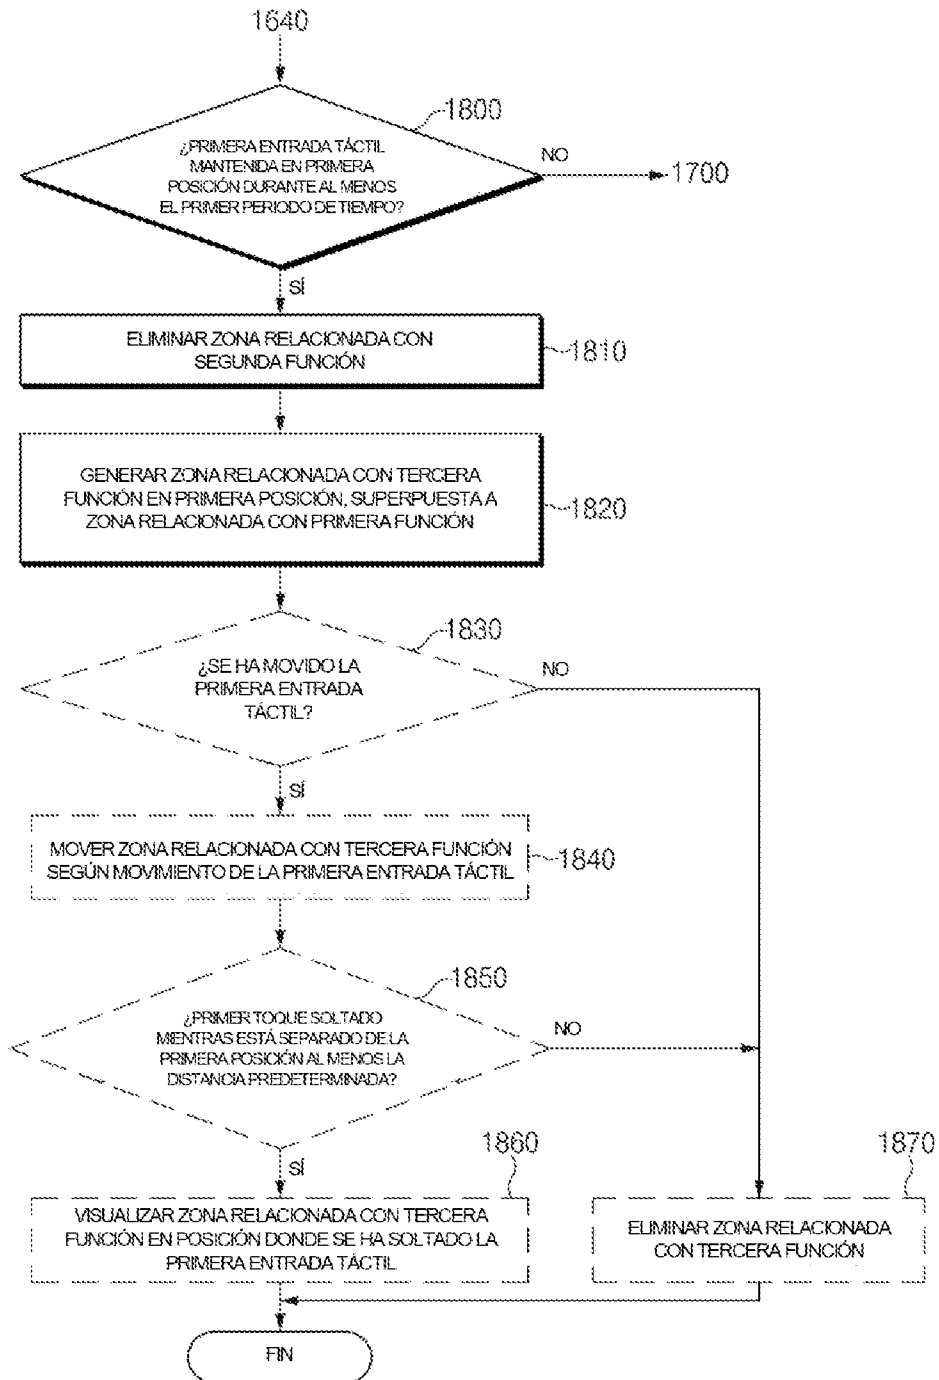 1640
1800
¿PRIMERA ENTRADA TÁCTIL
MANTENIDA EN PRIMERA
POSICIÓN DURANTE AL MENOS
EL PRIMER PERIODO DE TIEMPO?
NO
1700
SÍ
ELIMINAR ZONA RELACIONADA CON
SEGUNDA FUNCIÓN
1810
GENERAR ZONA RELACIONADA CON TERCERA
FUNCIÓN EN PRIMERA POSICIÓN, SUPERPUESTA A
ZONA RELACIONADA CON PRIMERA FUNCIÓN
1820
1830
¿SE HA MOVIDO LA
PRIMERA ENTRADA
TÁCTIL?
NO
SÍ
MOVER ZONA RELACIONADA CON TERCERA FUNCIÓN
SEGÚN MOVIMIENTO DE LA PRIMERA ENTRADA TÁCTIL
1840
1850
¿PRIMER TOQUE SOLTADO
MIENTRAS ESTÁ SEPARADO DE LA
PRIMERA POSICIÓN AL MENOS LA
DISTANCIA PREDETERMINADA?
NO
SÍ
1860
1870
VISUALIZAR ZONA RELACIONADA CON TERCERA
FUNCIÓN EN POSICIÓN DONDE SE HA SOLTADO LA
PRIMERA ENTRADA TÁCTIL
ELIMINAR ZONA RELACIONADA
CON TERCERA FUNCIÓN
FIN